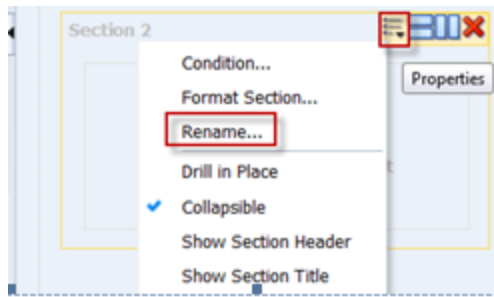 Section 2
Condition...
Properties
Format Section...
Rename...
Drill in Place
Collapsible
Show Section Header
Show Section Title